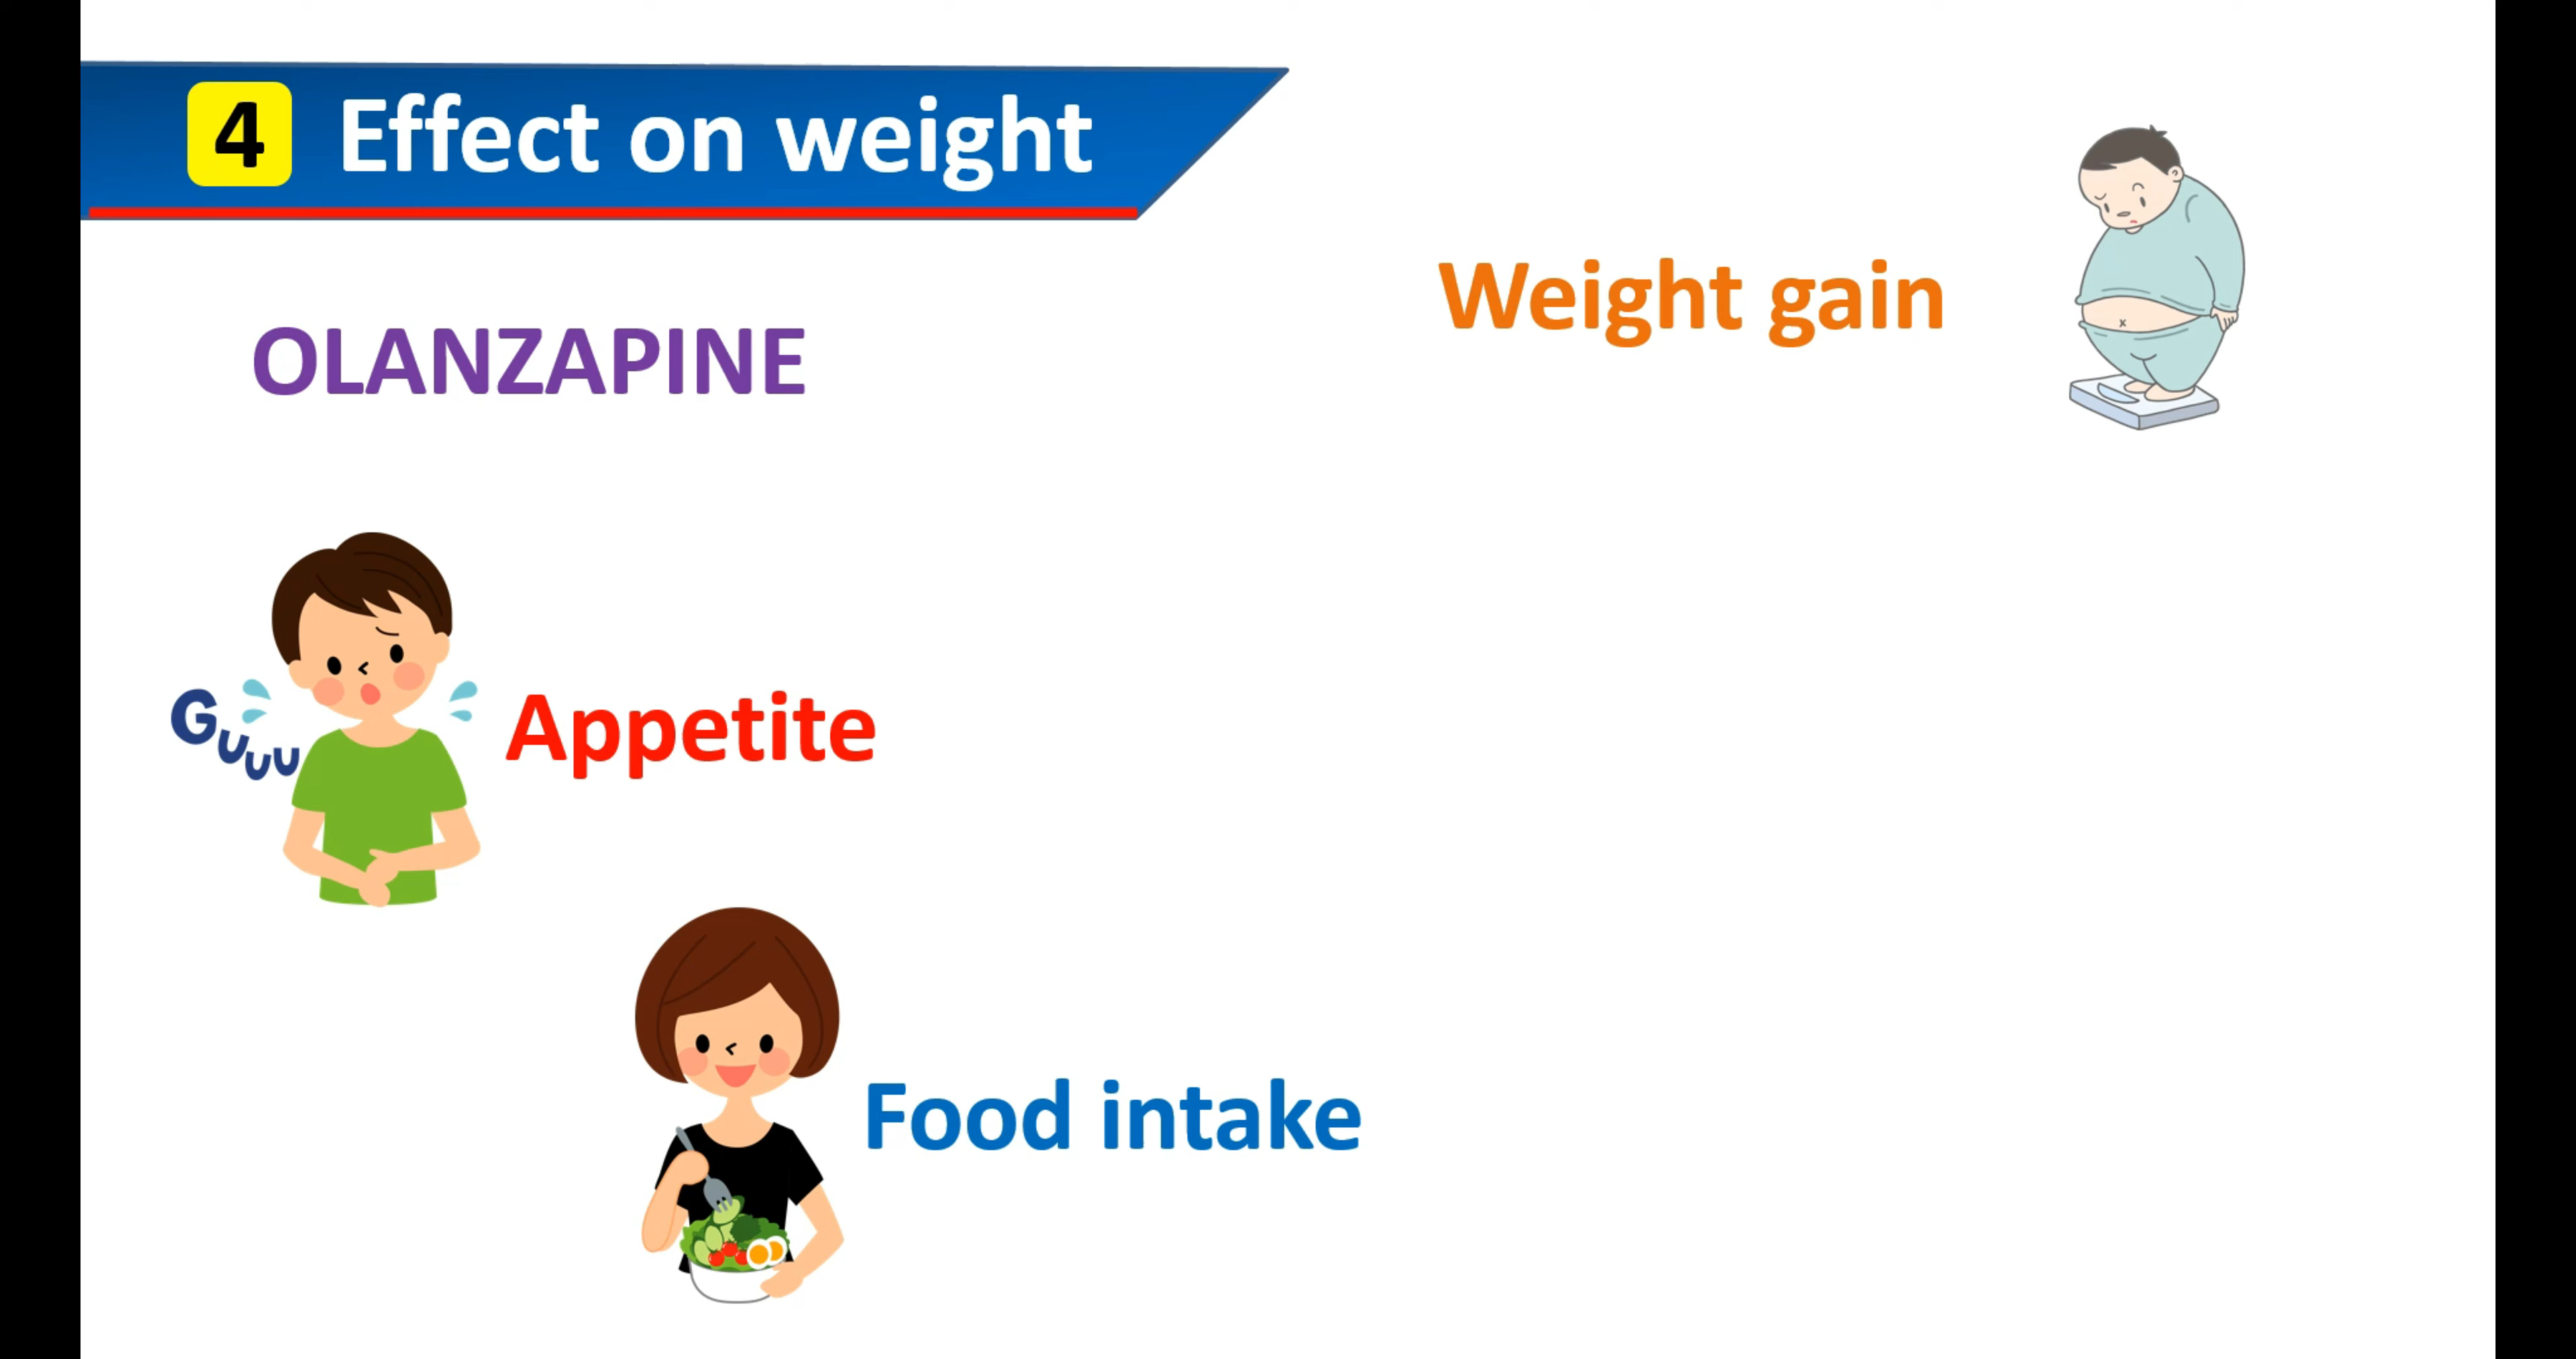 4 Effect on weight
Weight gain
OLANZAPINE
Guuu
Appetite
Food intake